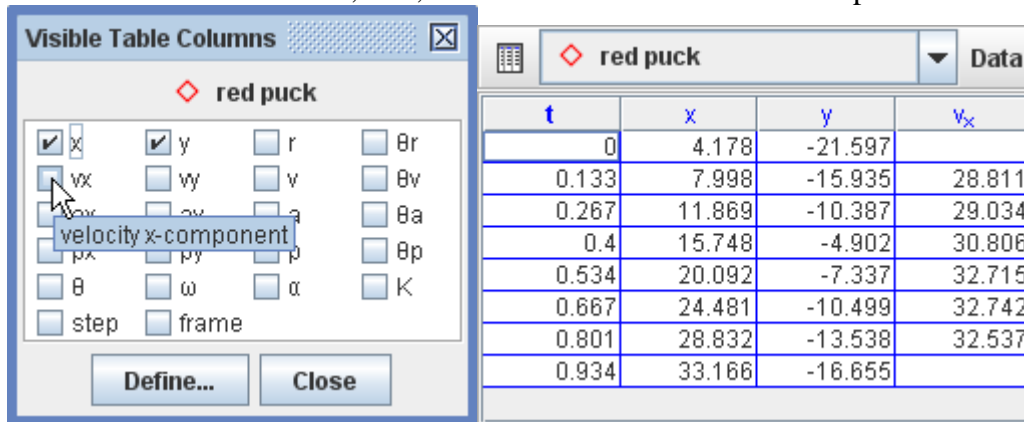 Visible Table Columns
red puck
x y r θr
vx vy v θv
ax ay a θa
velocity x-component
px py p θp
θ ω α K
step frame
Define... Close
red puck Data
t x y vx
0 4.178 -21.597
0.133 7.998 -15.935 28.811
0.267 11.869 -10.387 29.034
0.4 15.748 -4.902 30.806
0.534 20.092 -7.337 32.715
0.667 24.481 -10.499 32.742
0.801 28.832 -13.538 32.537
0.934 33.166 -16.655